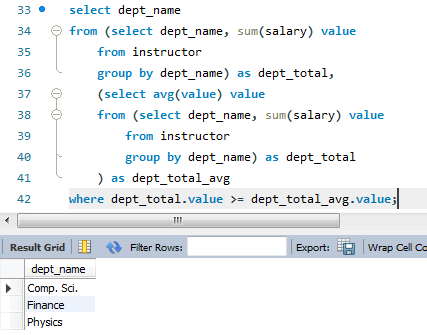 33 select dept_name
34 from (select dept_name, sum(salary) value
35 from instructor
36 group by dept_name) as dept_total,
37 (select avg(value) value
38 from (select dept_name, sum(salary) value
39 from instructor
40 group by dept_name) as dept_total
41 ) as dept_total_avg
42 where dept_total.value >= dept_total_avg.value;
Result Grid Filter Rows: Export: Wrap Cell Co
dept_name
Comp. Sci.
Finance
Physics